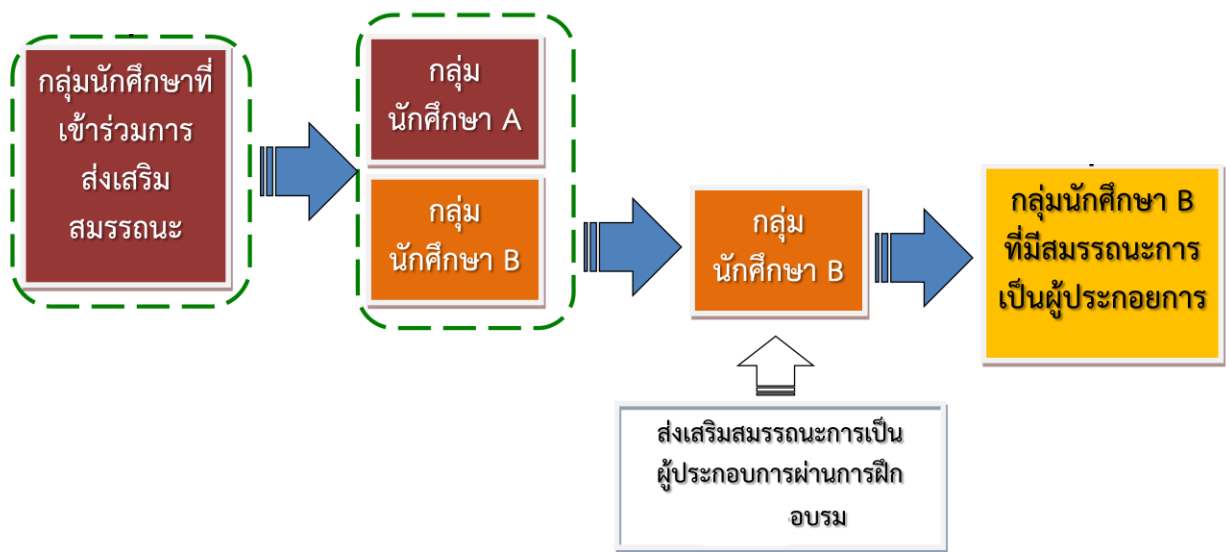 กลุ่มนักศึกษาที่
เข้าร่วมการ
ส่งเสริม
สมรรถนะ
กลุ่ม
นักศึกษา A
กลุ่ม
นักศึกษา B
กลุ่ม
นักศึกษา B
กลุ่มนักศึกษา B
ที่มีสมรรถนะการ
เป็นผู้ประกอยการ
ส่งเสริมสมรรถนะการเป็น
ผู้ประกอบการผ่านการฝึก
อบรม